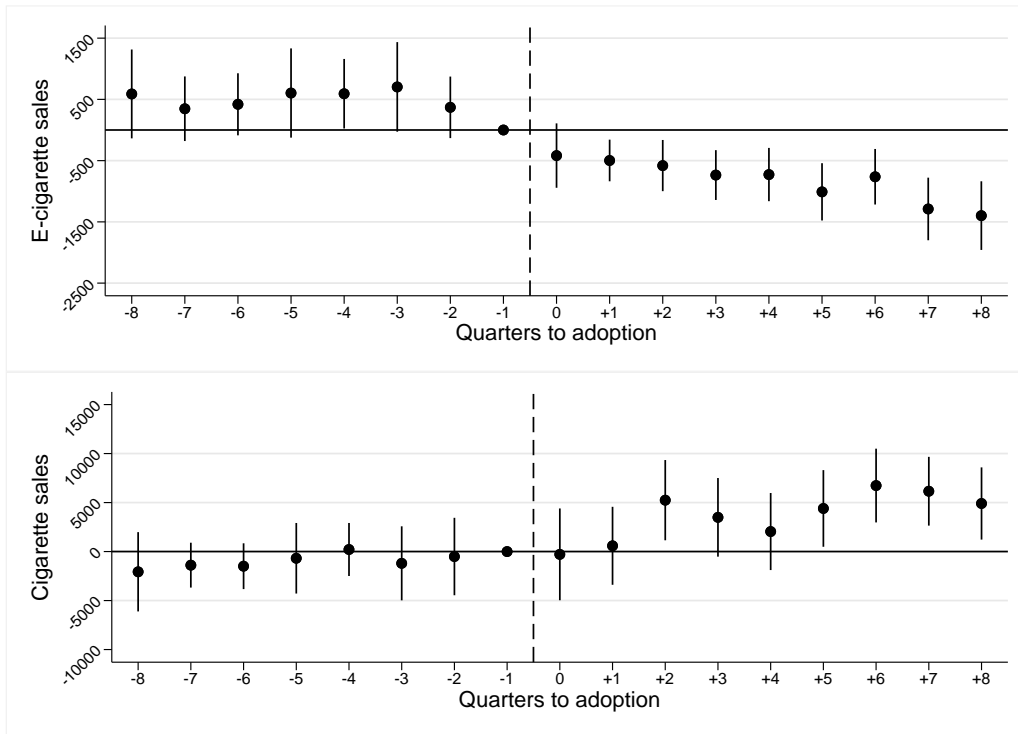 E-cigarette sales
1500
500
-500
-1500
-2500
-8 -7 -6 -5 -4 -3 -2 -1 0 +1 +2 +3 +4 +5 +6 +7 +8
Quarters to adoption
Cigarette sales
15000
10000
5000
0
-5000
-10000
-8 -7 -6 -5 -4 -3 -2 -1 0 +1 +2 +3 +4 +5 +6 +7 +8
Quarters to adoption